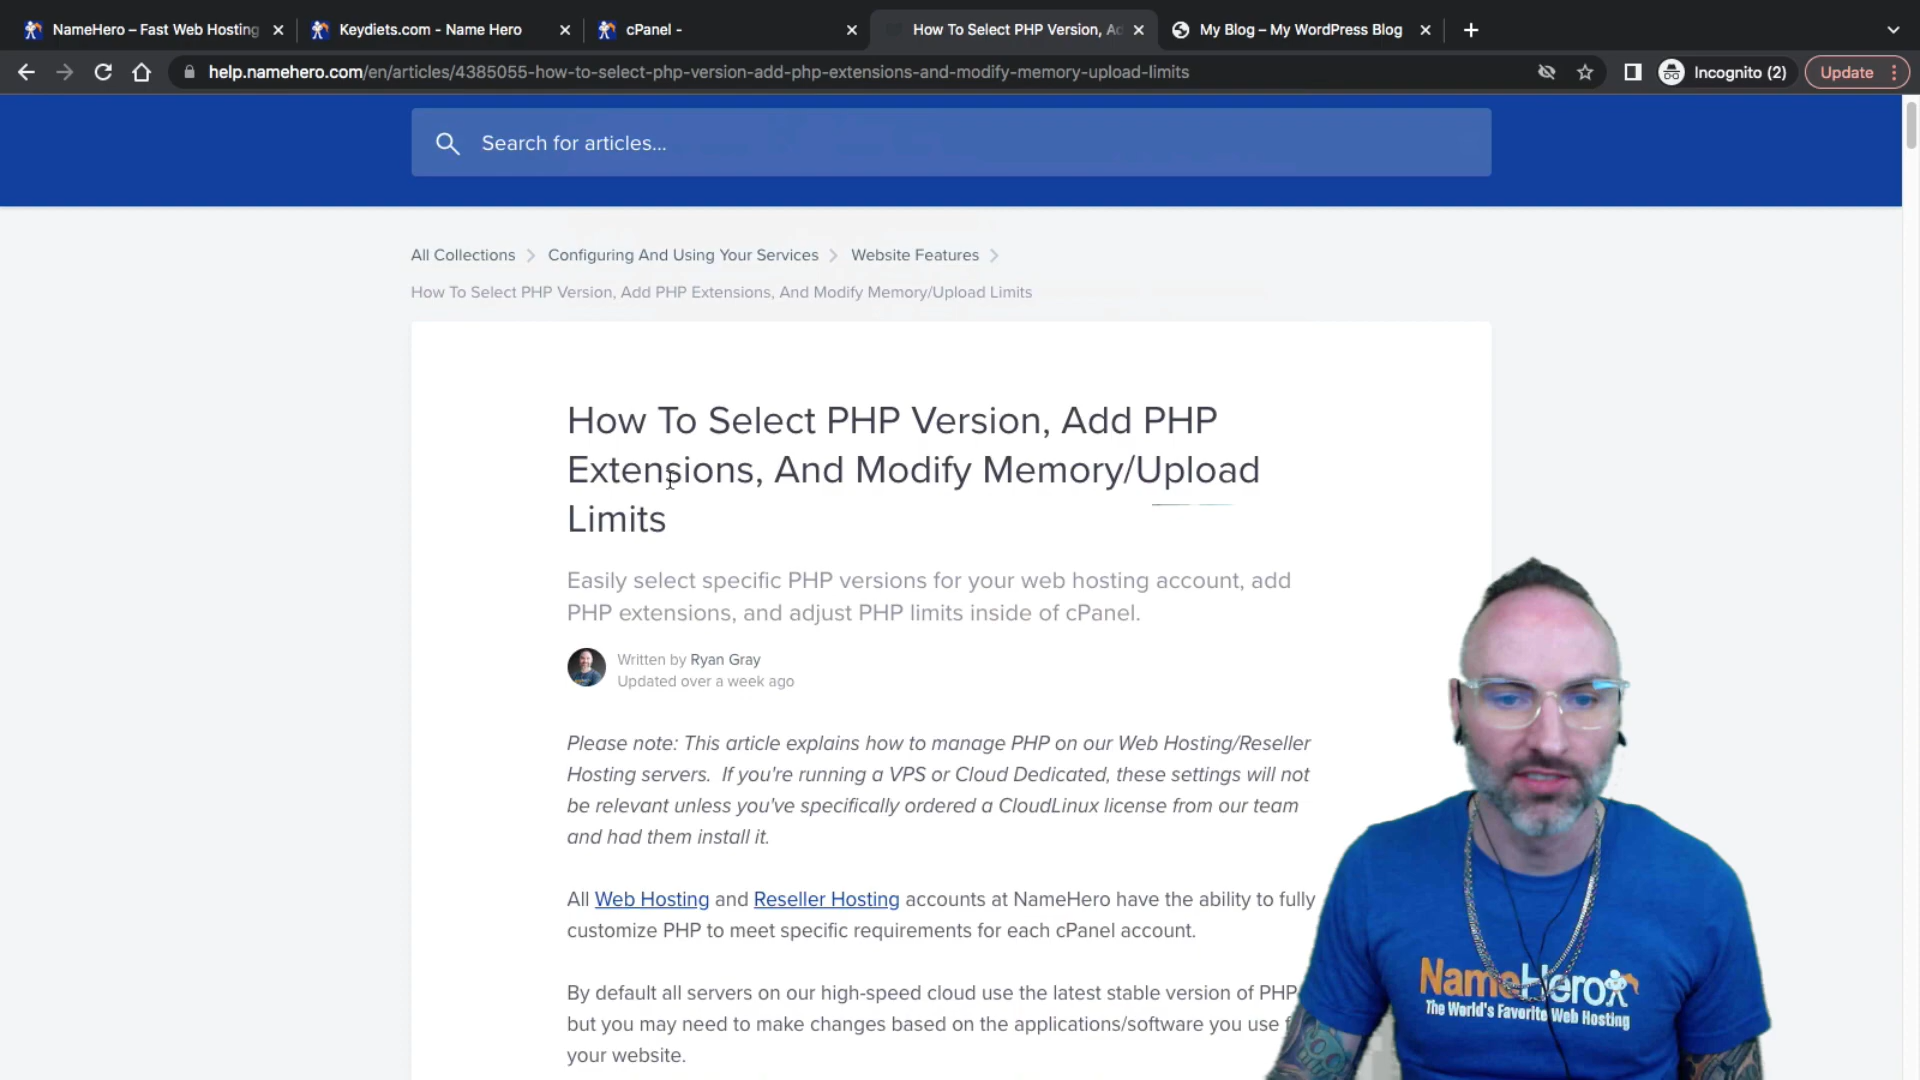 NameHero – Fast Web Hosting
Keydiets.com - Name Hero
cPanel -
How To Select PHP Version, Ad
My Blog – My WordPress Blog
help.namehero.com/en/articles/4385055-how-to-select-php-version-add-php-extensions-and-modify-memory-upload-limits
Incognito (2)
Update
Search for articles...
All Collections
Configuring And Using Your Services
Website Features
How To Select PHP Version, Add PHP Extensions, And Modify Memory/Upload Limits
How To Select PHP Version, Add PHP
Extensions, And Modify Memory/Upload
Limits
Easily select specific PHP versions for your web hosting account, add
PHP extensions, and adjust PHP limits inside of cPanel.
Written by Ryan Gray
Updated over a week ago
Please note: This article explains how to manage PHP on our Web Hosting/Reseller
Hosting servers. If you're running a VPS or Cloud Dedicated, these settings will not
be relevant unless you've specifically ordered a CloudLinux license from our team
and had them install it.
All Web Hosting and Reseller Hosting accounts at NameHero have the ability to fully
customize PHP to meet specific requirements for each cPanel account.
By default all servers on our high-speed cloud use the latest stable version of PHP
but you may need to make changes based on the applications/software you use
your website.
NameHero
The World's Favorite Web Hosting